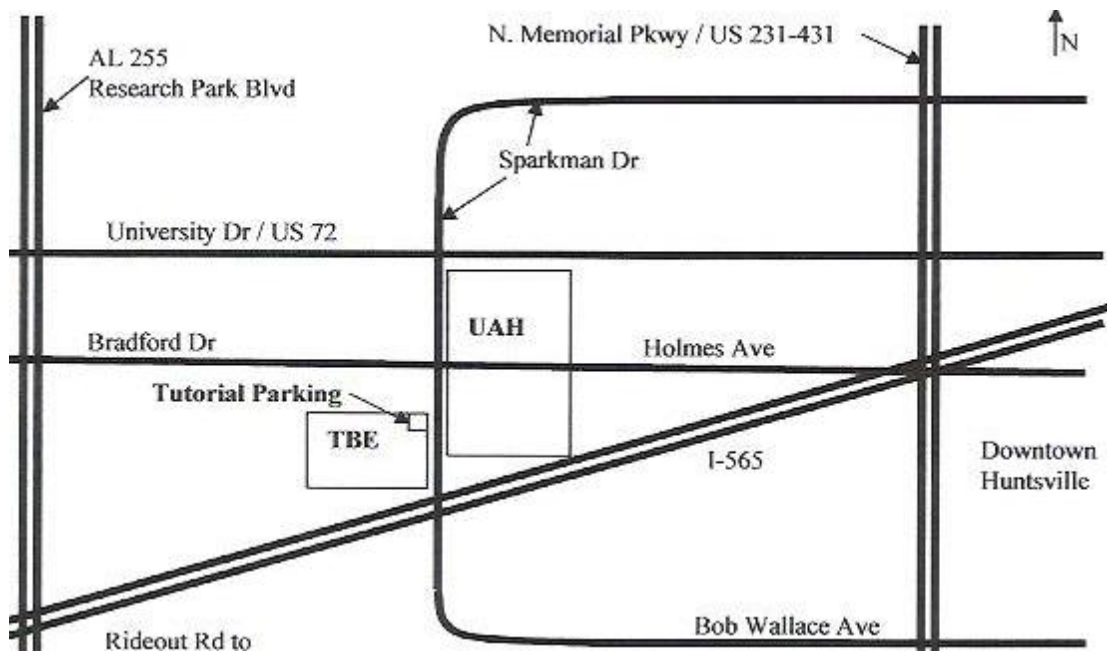 N. Memorial Pkwy / US 231-431
N
AL 255
Research Park Blvd
Sparkman Dr
University Dr / US 72
UAH
Bradford Dr
Holmes Ave
Tutorial Parking
TBE
I-565
Downtown
Huntsville
Bob Wallace Ave
Rideout Rd to